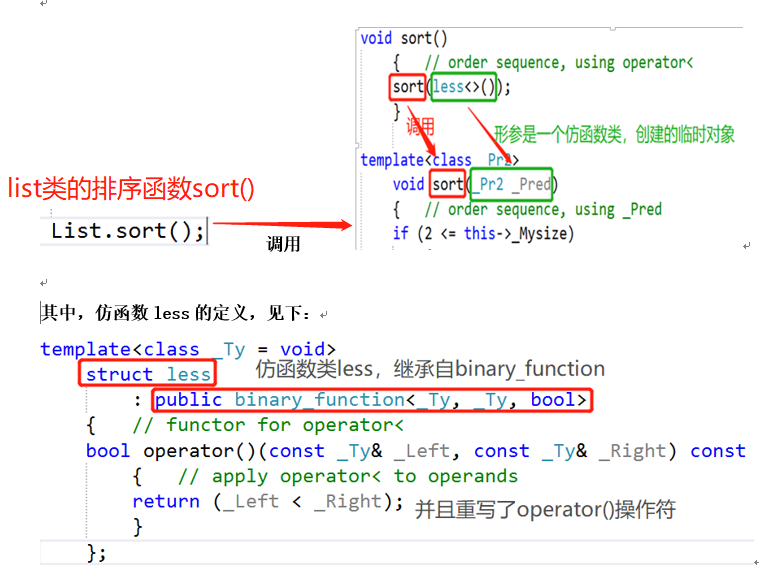 void sort()
{ // order sequence, using operator<
sort(less<>());
}
调用
形参是一个仿函数类，创建的临时对象
template<class _Pr2>
void sort(_Pr2 _Pred)
{ // order sequence, using _Pred
if (2 <= this->_Mysize)
list类的排序函数sort()
List.sort();
调用
其中，仿函数 less 的定义，见下：
template<class _Ty = void>
struct less
仿函数类less，继承自binary_function
: public binary_function<_Ty, _Ty, bool>
{ // functor for operator<
bool operator()(const _Ty& _Left, const _Ty& _Right) const
{ // apply operator< to operands
return (_Left < _Right);
并且重写了operator()操作符
}
};